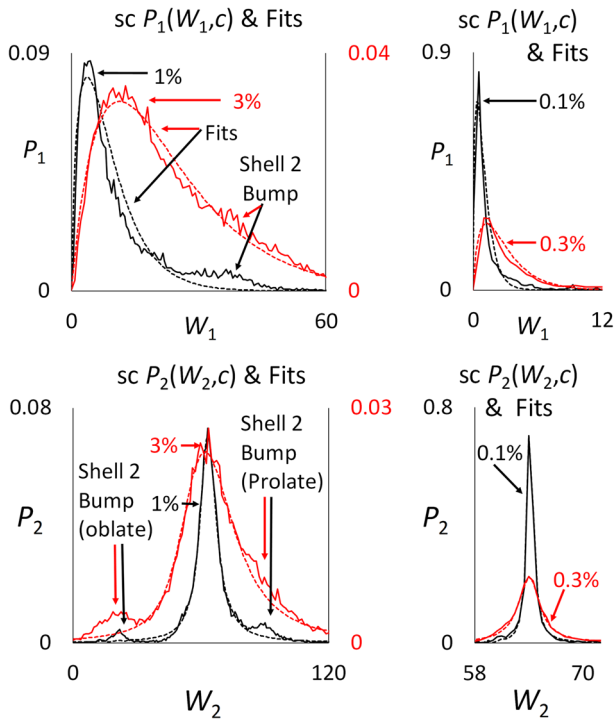 sc P₁(W₁,c) & Fits
0.09
0.04
1%
3%
P₁
Fits
Shell 2
Bump
0
0
0
W₁
60
sc P₁(W₁,c)
& Fits
0.9
0.1%
P₁
0.3%
0
0
W₁
12
sc P₂(W₂,c) & Fits
0.08
0.03
3%
Shell 2
Bump
(Prolate)
Shell 2
Bump
(oblate)
1%
P₂
0
0
0
W₂
120
sc P₂(W₂,c)
& Fits
0.8
0.1%
P₂
0.3%
0
58
W₂
70